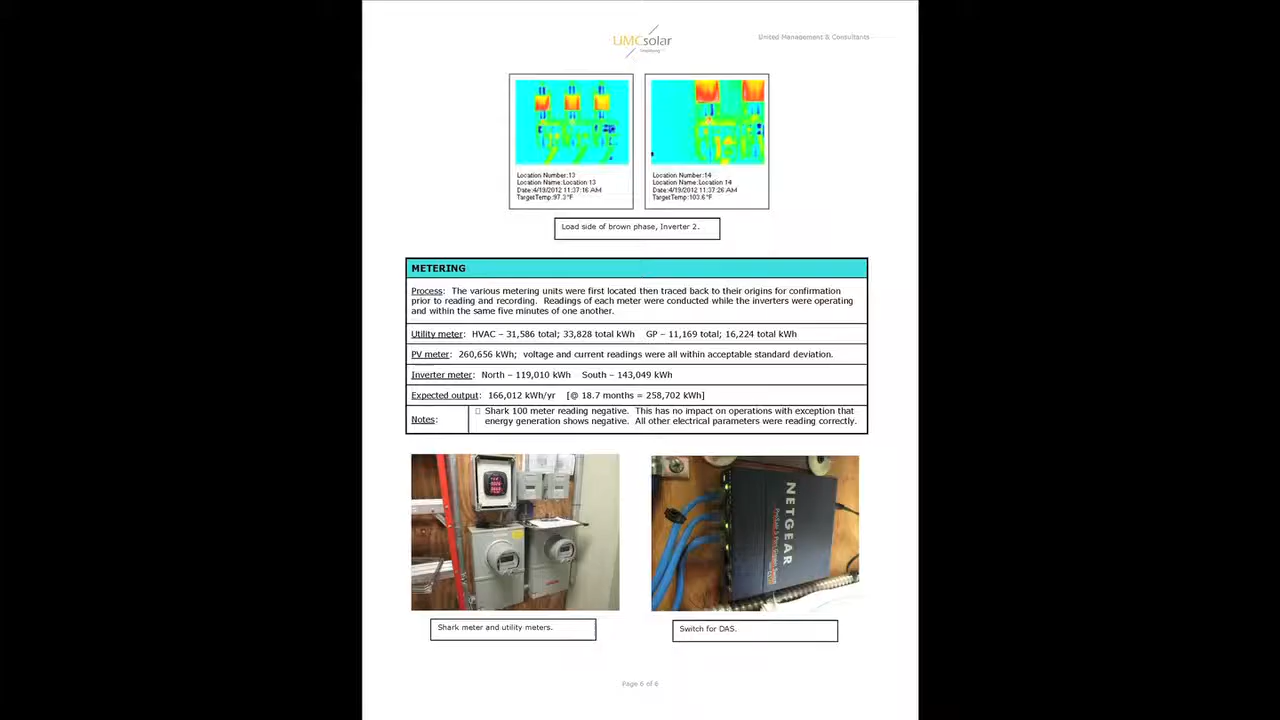 UMCsolar
United Management & Consultants
Location Number:13
Location Name:Location 13
Date:4/19/2012 11:37:16 AM
TargetTemp:97.3°F
Location Number:14
Location Name:Location 14
Date:4/19/2012 11:37:26 AM
TargetTemp:103.6°F
Load side of brown phase, Inverter 2.
METERING
Process:  The various metering units were first located then traced back to their origins for confirmation
prior to reading and recording.  Readings of each meter were conducted while the inverters were operating
and within the same five minutes of one another.
Utility meter:  HVAC – 31,586 total; 33,828 total kWh    GP – 11,169 total; 16,224 total kWh
PV meter:  260,656 kWh;  voltage and current readings were all within acceptable standard deviation.
Inverter meter:  North – 119,010 kWh    South – 143,049 kWh
Expected output:  166,012 kWh/yr    [@ 18.7 months = 258,702 kWh]
Notes:
Shark 100 meter reading negative.  This has no impact on operations with exception that
energy generation shows negative.  All other electrical parameters were reading correctly.
NETGEAR
Shark meter and utility meters.
Switch for DAS.
Page 6 of 6